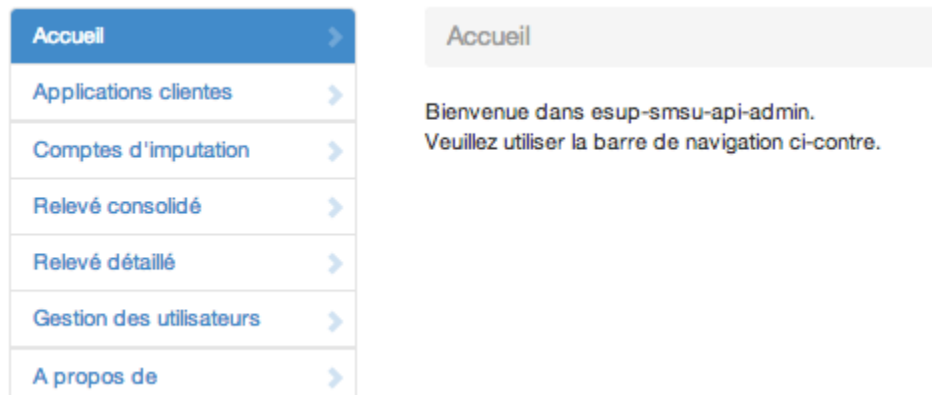 Accueil
Applications clientes
Comptes d'imputation
Relevé consolidé
Relevé détaillé
Gestion des utilisateurs
A propos de
Accueil
Bienvenue dans esup-smsu-api-admin.
Veuillez utiliser la barre de navigation ci-contre.